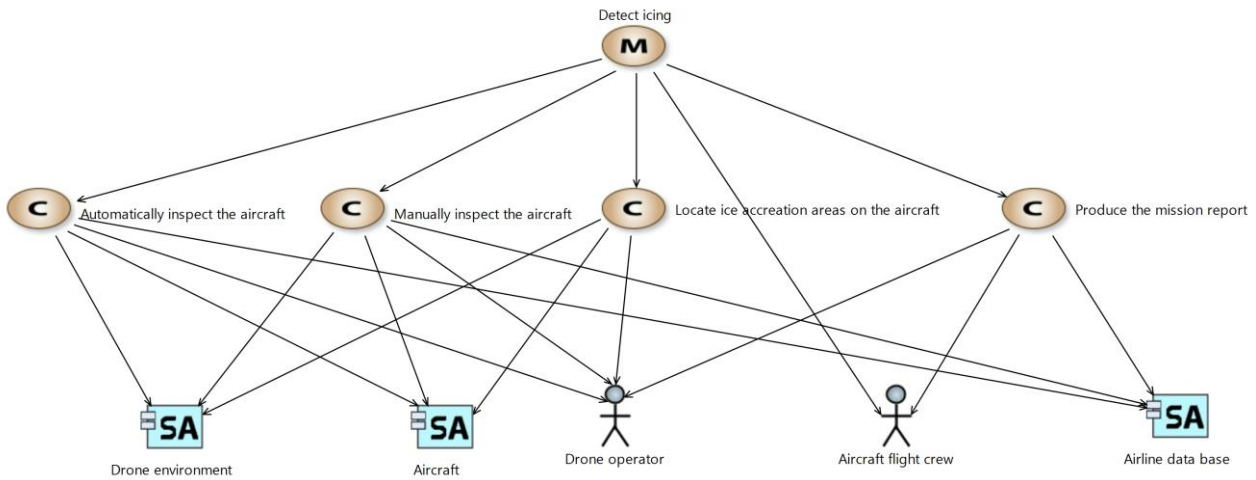 Detect icing
M
C
Automatically inspect the aircraft
C
Manually inspect the aircraft
C
Locate ice accreation areas on the aircraft
C
Produce the mission report
SA
Drone environment
SA
Aircraft
Drone operator
Aircraft flight crew
SA
Airline data base